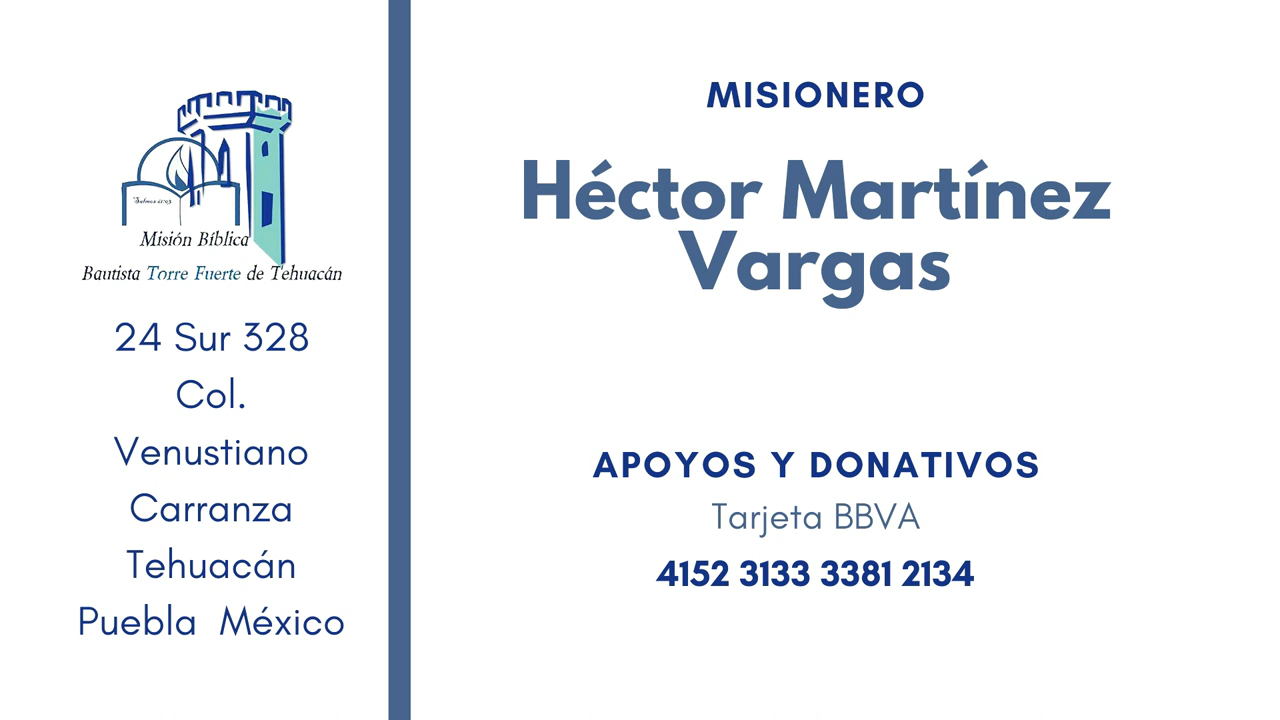 Misión Bíblica
Bautista Torre Fuerte de Tehuacán
24 Sur 328
Col.
Venustiano
Carranza
Tehuacán
Puebla México
MISIONERO
Héctor Martínez
Vargas
APOYOS Y DONATIVOS
Tarjeta BBVA
4152 3133 3381 2134